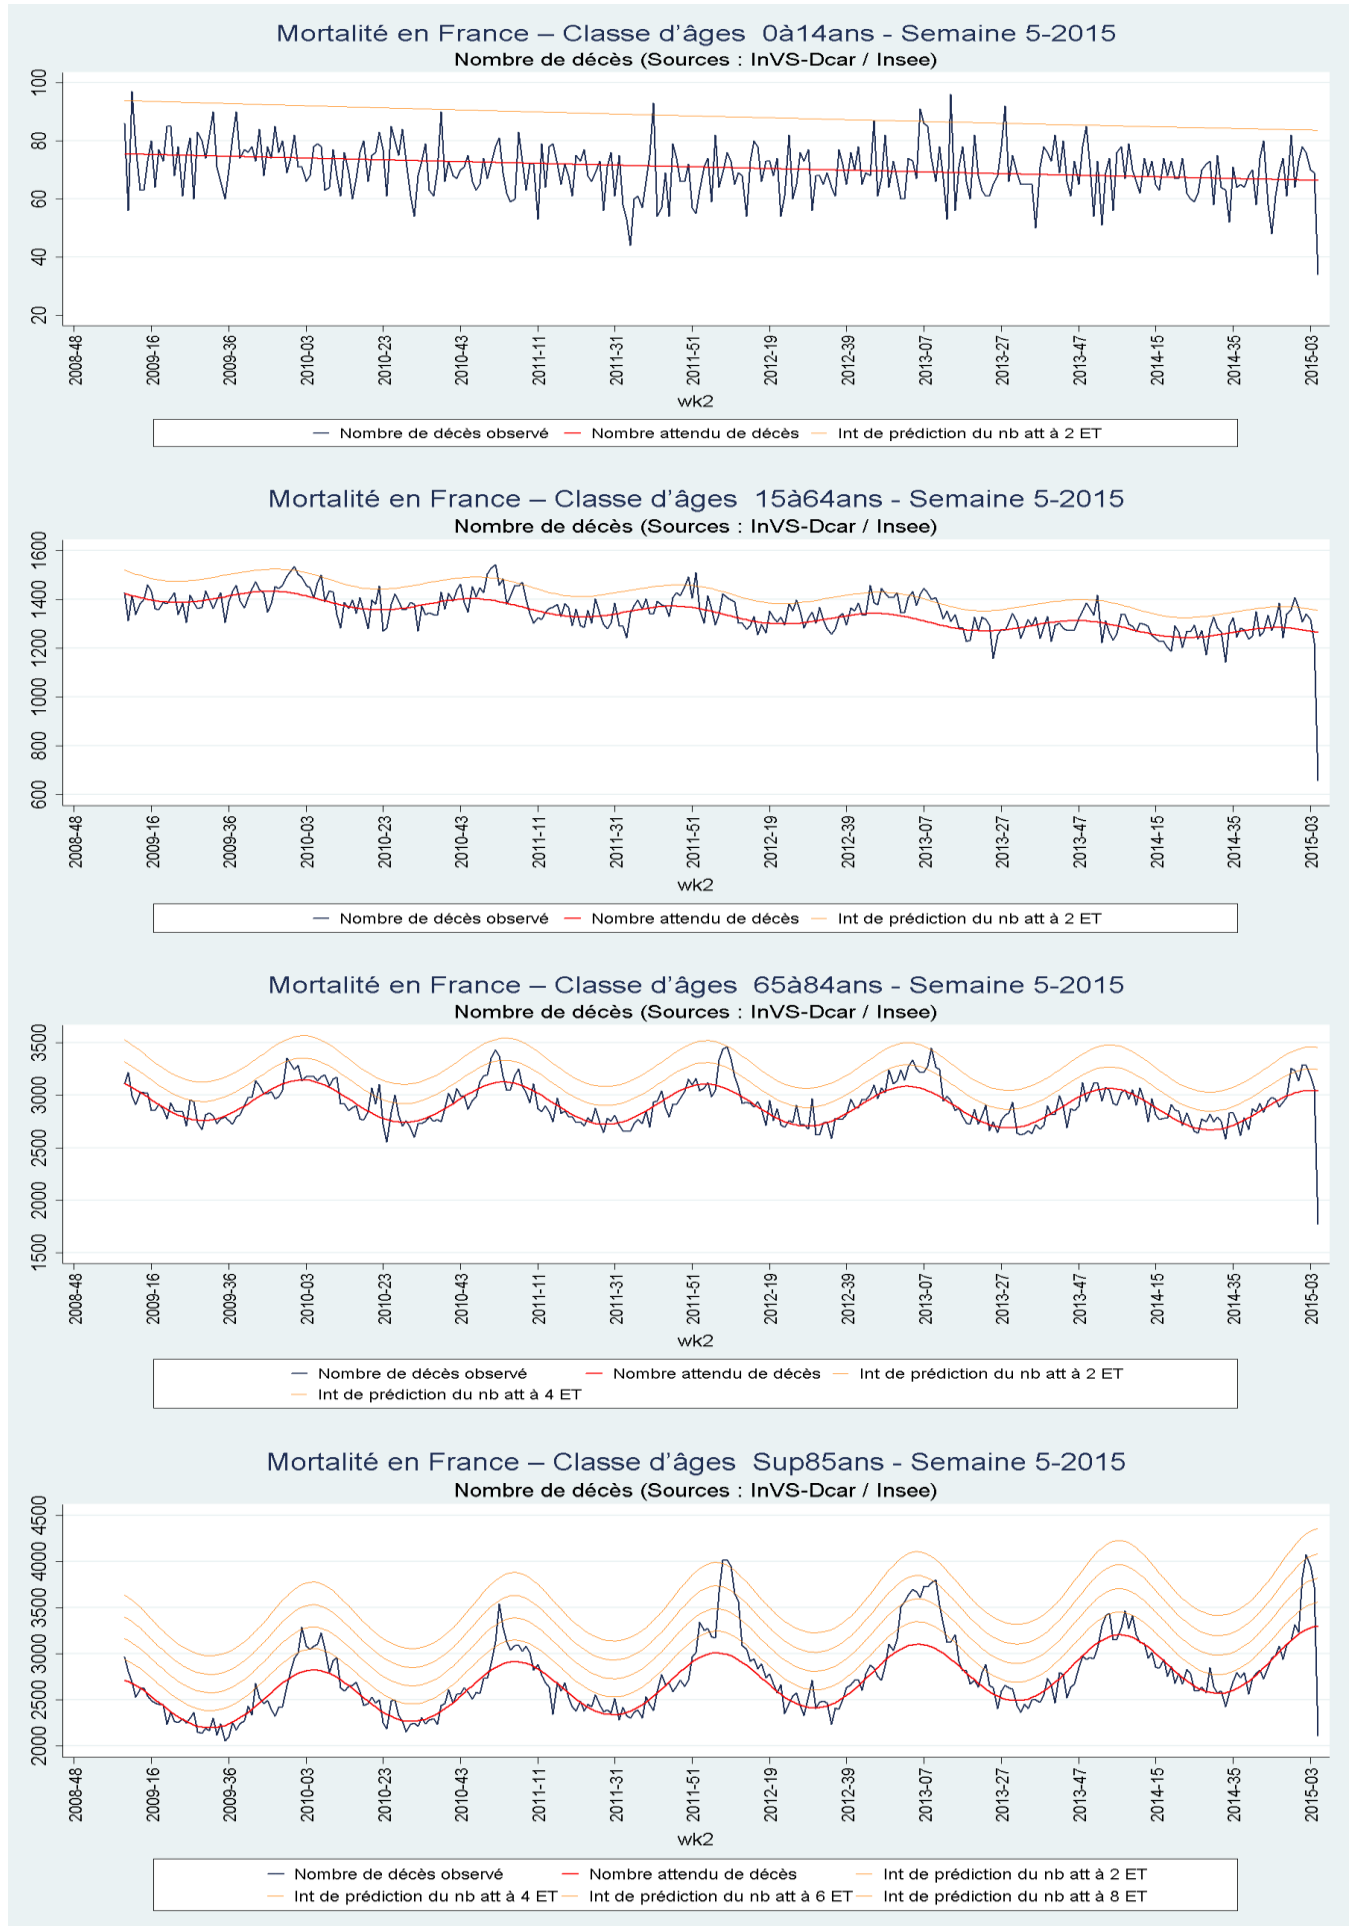 Mortalité en France – Classe d'âges 0à14ans - Semaine 5-2015
Nombre de décès (Sources : InVS-Dcar / Insee)
100
80
60
40
20
2008-48 2009-16 2009-36 2010-03 2010-23 2010-43 2011-11 2011-31 2011-51 2012-19 2012-39 2013-07 2013-27 2013-47 2014-15 2014-35 2015-03
wk2
Nombre de décès observé Nombre attendu de décès Int de prédiction du nb att à 2 ET
Mortalité en France – Classe d'âges 15à64ans - Semaine 5-2015
Nombre de décès (Sources : InVS-Dcar / Insee)
1600
1400
1200
1000
800
600
2008-48 2009-16 2009-36 2010-03 2010-23 2010-43 2011-11 2011-31 2011-51 2012-19 2012-39 2013-07 2013-27 2013-47 2014-15 2014-35 2015-03
wk2
Nombre de décès observé Nombre attendu de décès Int de prédiction du nb att à 2 ET
Mortalité en France – Classe d'âges 65à84ans - Semaine 5-2015
Nombre de décès (Sources : InVS-Dcar / Insee)
3500
3000
2500
2000
1500
2008-48 2009-16 2009-36 2010-03 2010-23 2010-43 2011-11 2011-31 2011-51 2012-19 2012-39 2013-07 2013-27 2013-47 2014-15 2014-35 2015-03
wk2
Nombre de décès observé Nombre attendu de décès Int de prédiction du nb att à 2 ET
Int de prédiction du nb att à 4 ET
Mortalité en France – Classe d'âges Sup85ans - Semaine 5-2015
Nombre de décès (Sources : InVS-Dcar / Insee)
4500
4000
3500
3000
2500
2000
2008-48 2009-16 2009-36 2010-03 2010-23 2010-43 2011-11 2011-31 2011-51 2012-19 2012-39 2013-07 2013-27 2013-47 2014-15 2014-35 2015-03
wk2
Nombre de décès observé Nombre attendu de décès Int de prédiction du nb att à 2 ET
Int de prédiction du nb att à 4 ET Int de prédiction du nb att à 6 ET Int de prédiction du nb att à 8 ET